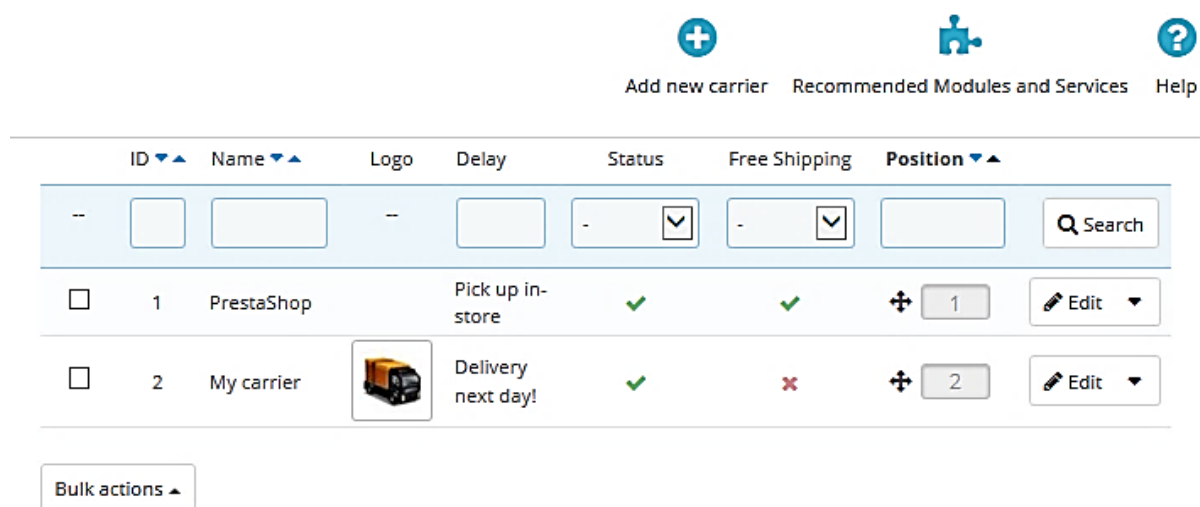 Add new carrier Recommended Modules and Services Help
ID Name Logo Delay Status Free Shipping Position
-- -- - - Search
1 PrestaShop Pick up in-
store 1 Edit
2 My carrier Delivery
next day! 2 Edit
Bulk actions